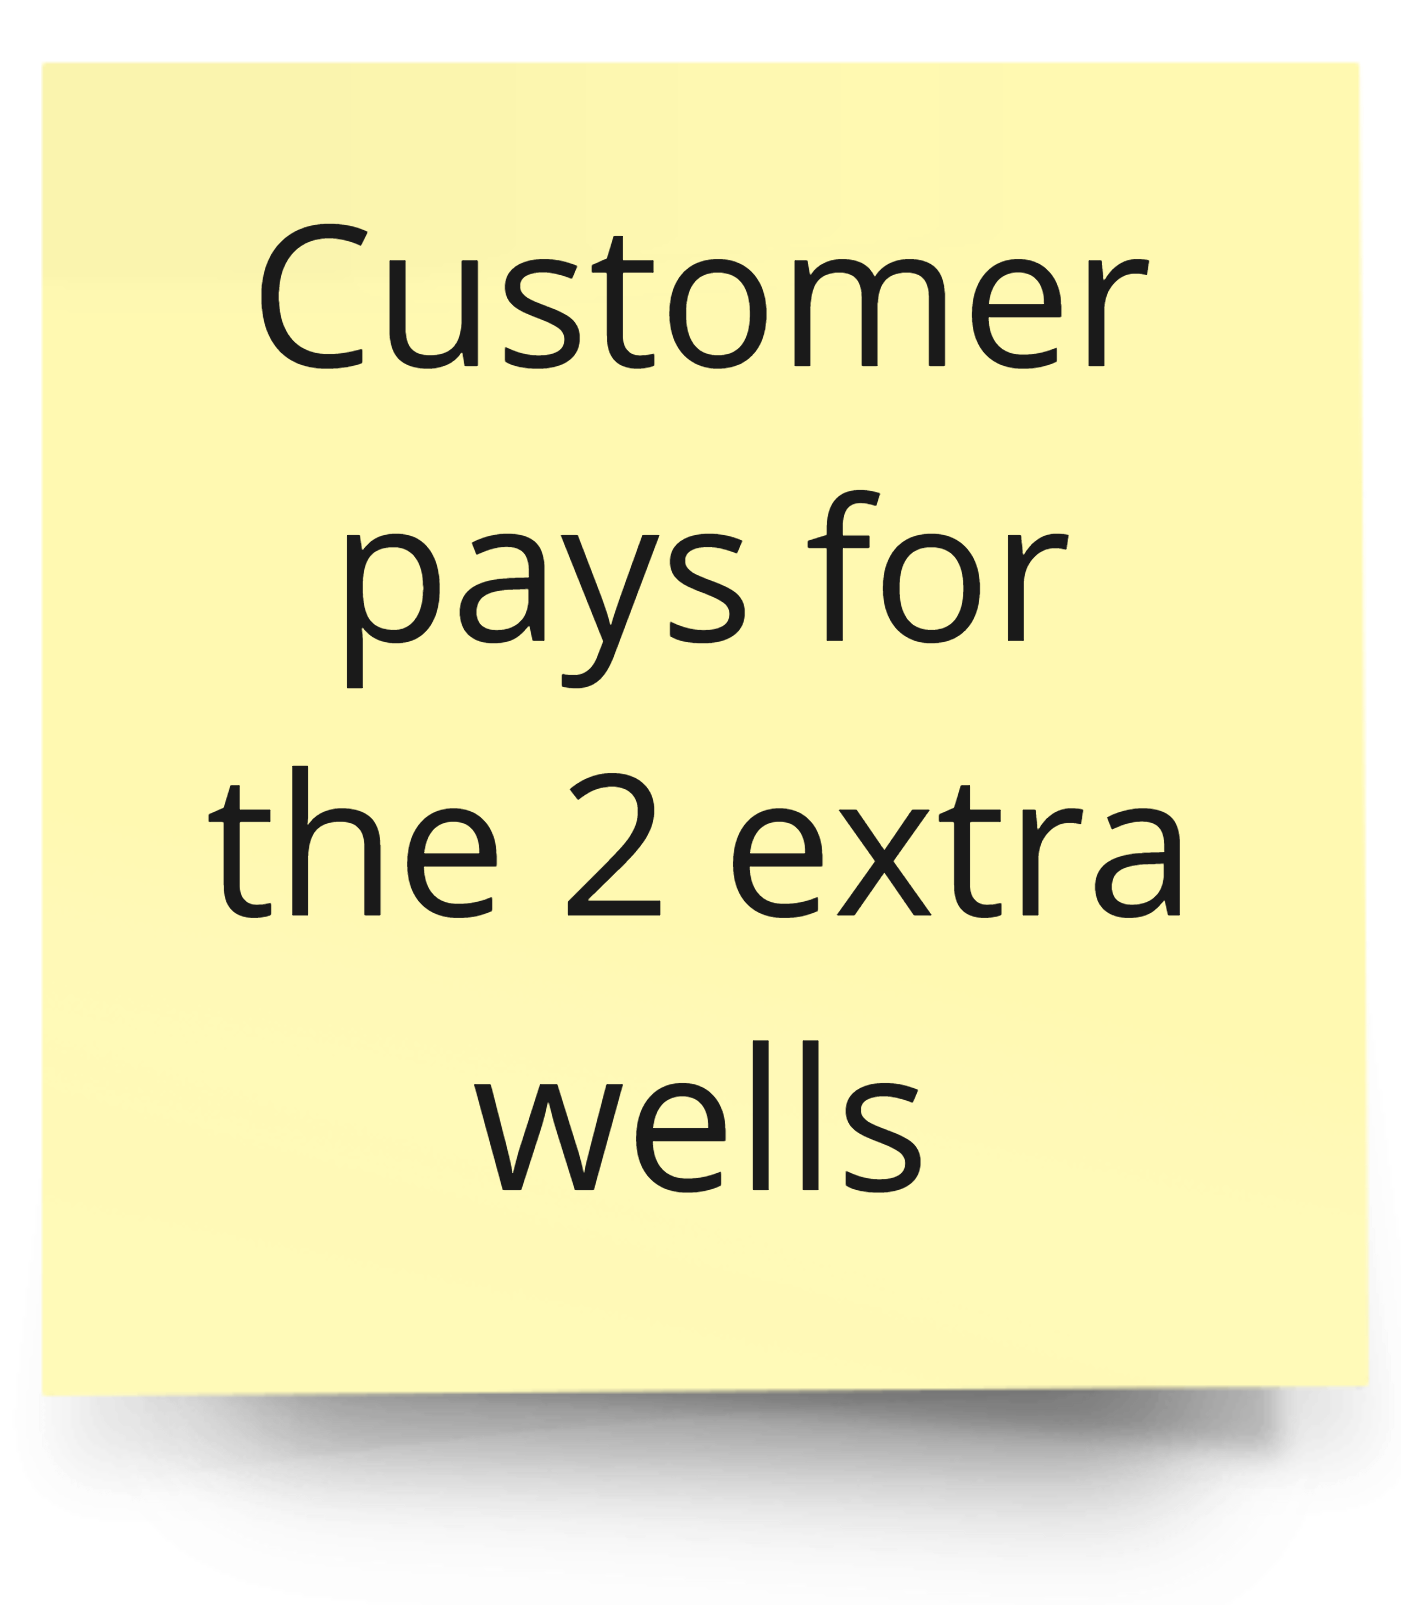 Customer
pays for
the 2 extra
wells